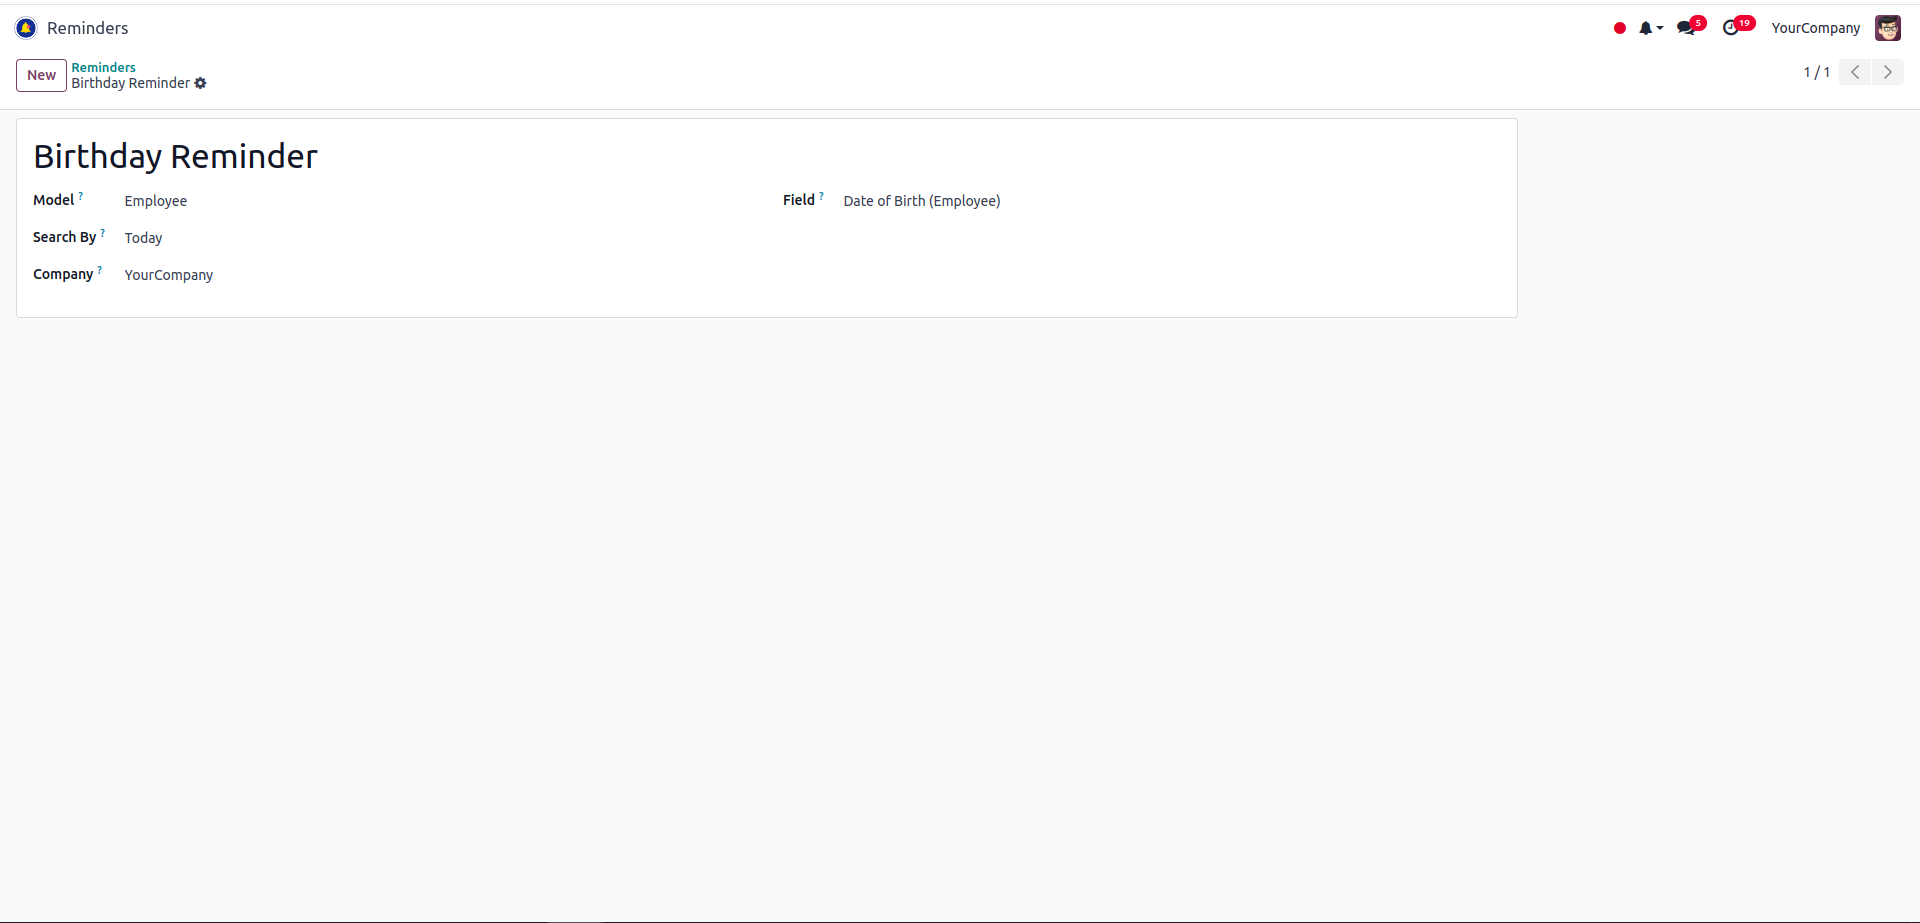 Reminders
5
19
YourCompany
New
Reminders
Birthday Reminder
1 / 1
Birthday Reminder
Model ?
Employee
Field ?
Date of Birth (Employee)
Search By ?
Today
Company ?
YourCompany